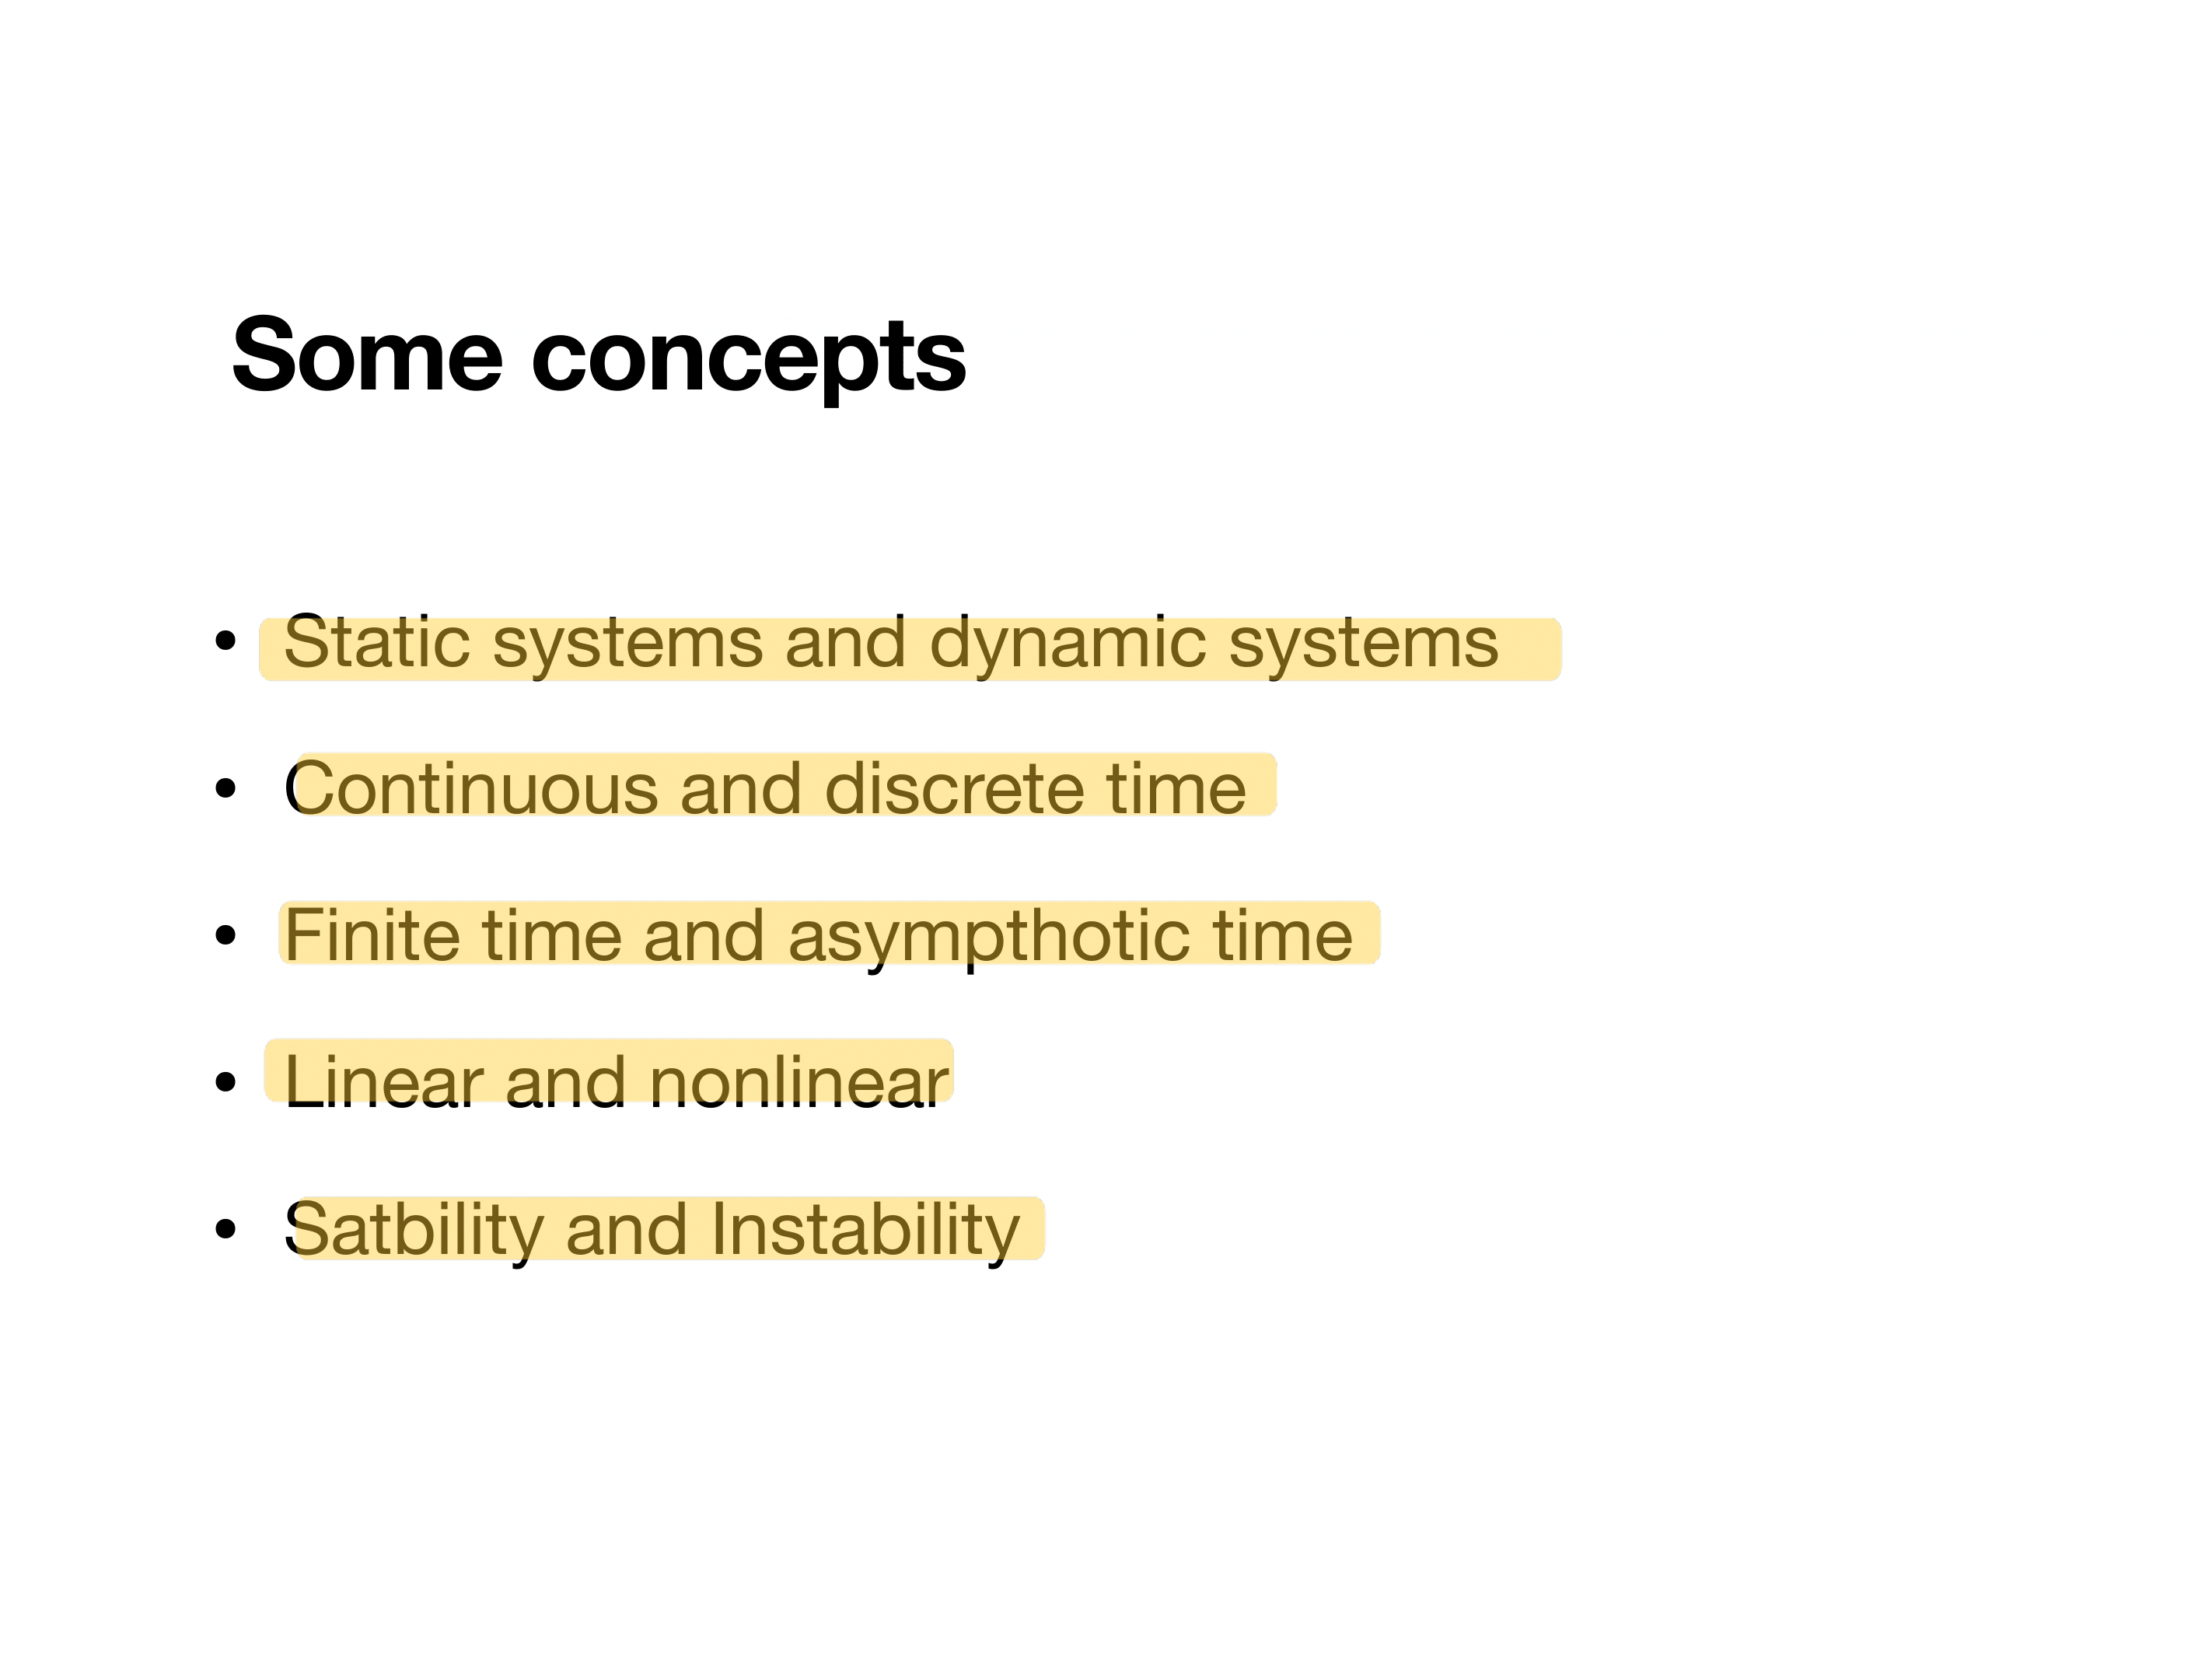 Some concepts
• Static systems and dynamic systems
• Continuous and discrete time
• Finite time and asympthotic time
• Linear and nonlinear
• Satbility and Instability